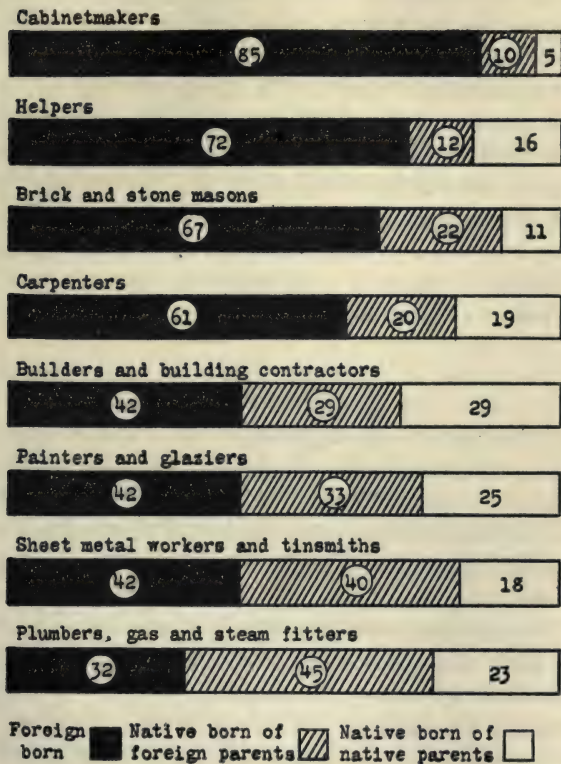 Cabinetmakers
85 10 5
Helpers
72 12 16
Brick and stone masons
67 22 11
Carpenters
61 20 19
Builders and building contractors
42 29 29
Painters and glaziers
42 33 25
Sheet metal workers and tinsmiths
42 40 18
Plumbers, gas and steam fitters
32 45 23
Foreign Native born of Native born of
born foreign parents native parents